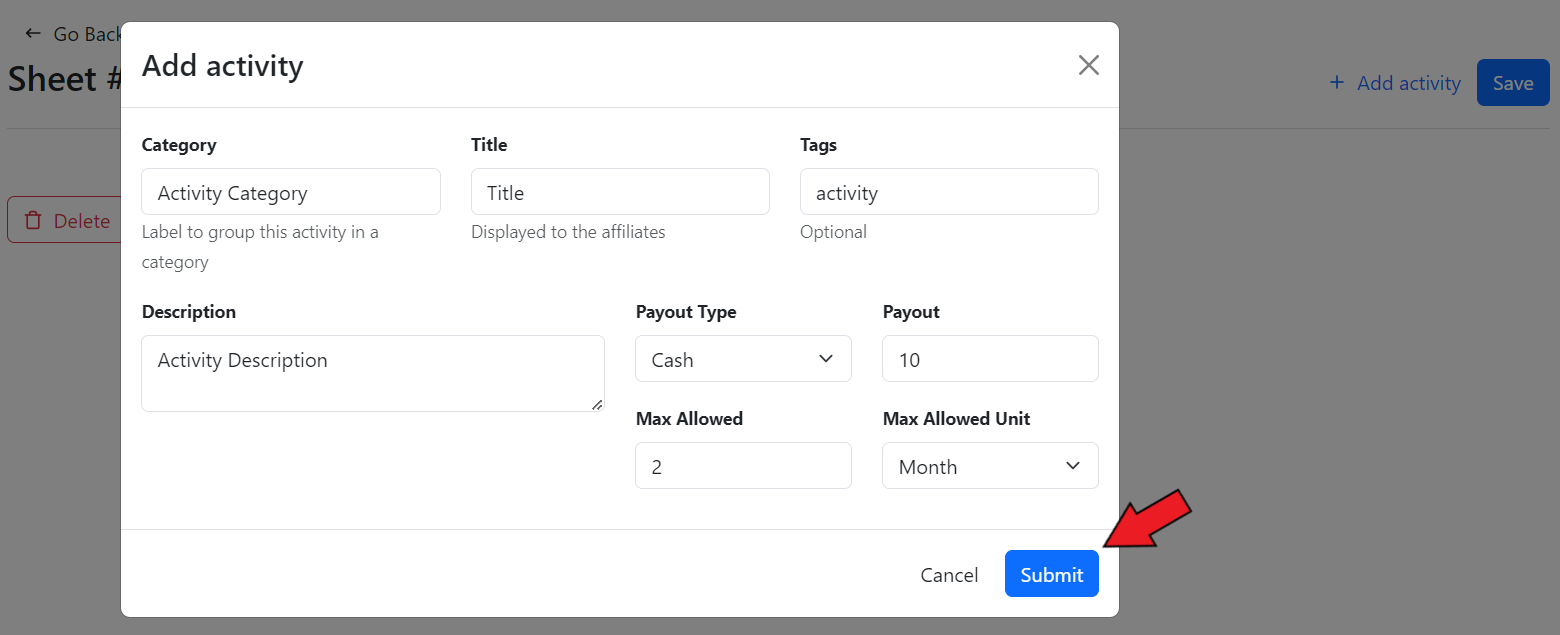 Go Back
Sheet #
Add activity
Save
Delete
Add activity
Category
Title
Tags
Activity Category
Title
activity
Label to group this activity in a
category
Displayed to the affiliates
Optional
Description
Payout Type
Payout
Activity Description
Cash
10
Max Allowed
Max Allowed Unit
2
Month
Cancel
Submit